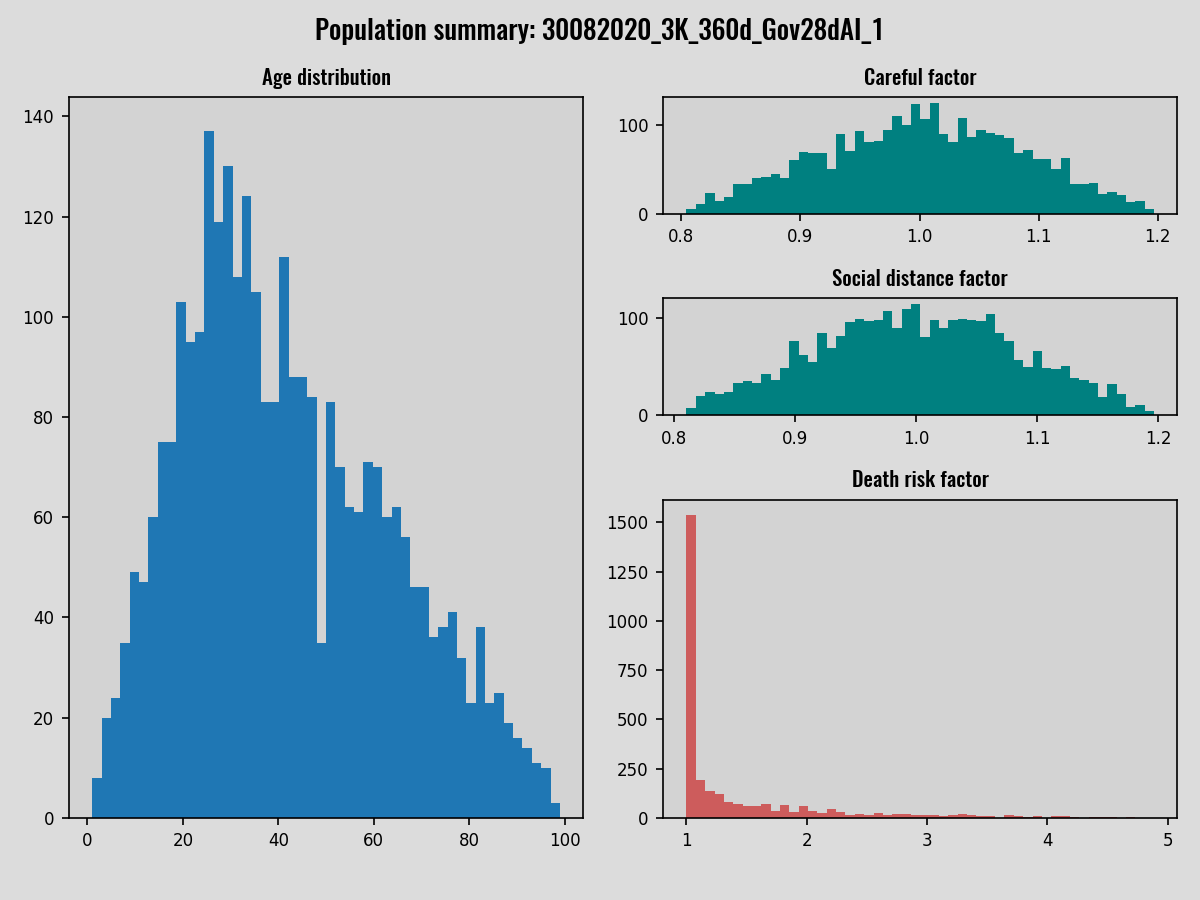 Population summary: 30082020_3K_360d_Gov28dAI_1
Age distribution
140
120
100
80
60
40
20
0
0 20 40 60 80 100
Careful factor
100
0
0.8 0.9 1.0 1.1 1.2
Social distance factor
100
0
0.8 0.9 1.0 1.1 1.2
Death risk factor
1500
1250
1000
750
500
250
0
1 2 3 4 5